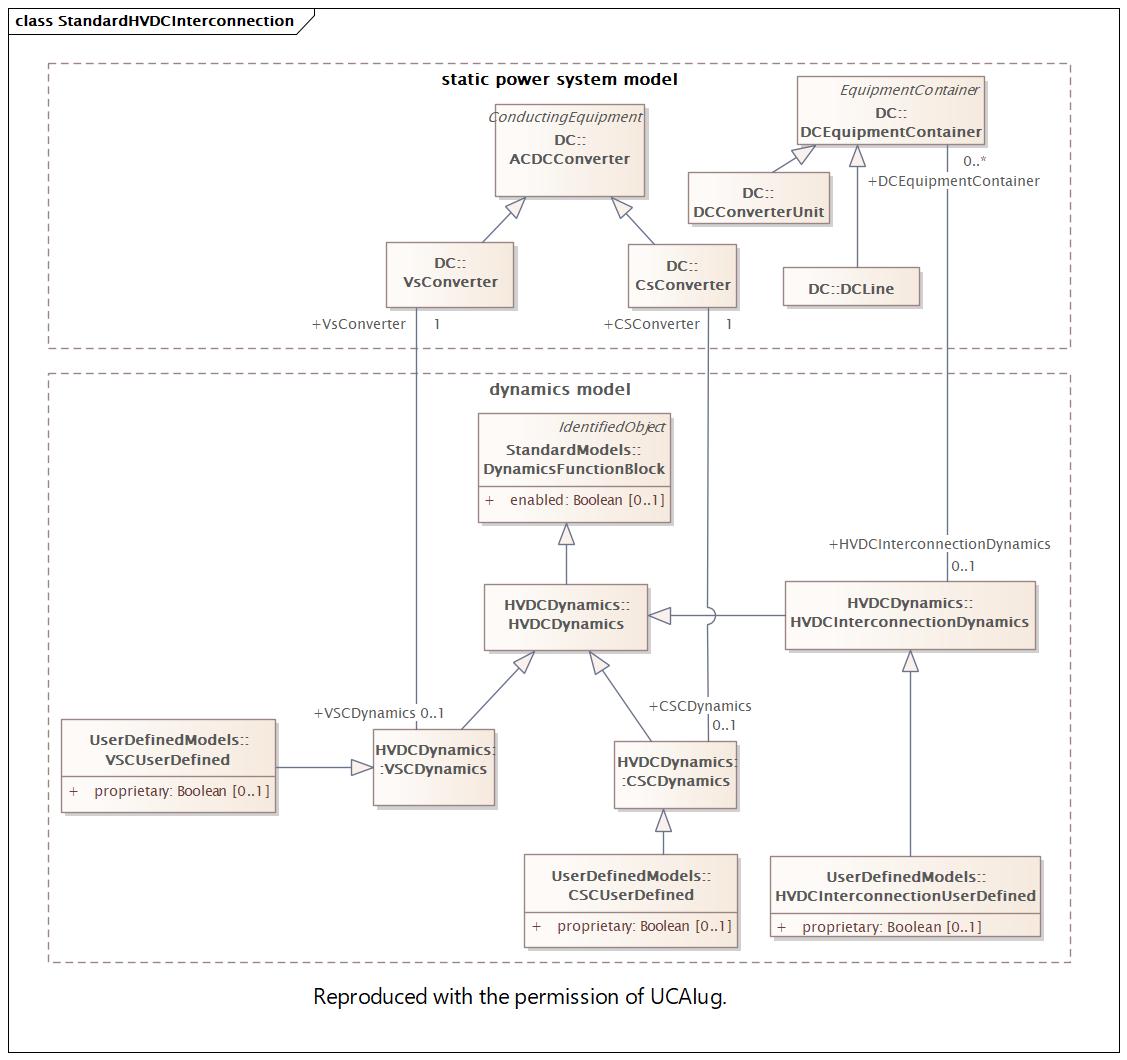 class StandardHVDCInterconnection
static power system model
ConductingEquipment
DC::
ACDCConverter
EquipmentContainer
DC::
DCEquipmentContainer
0..*
+DCEquipmentContainer
DC::
DCConverterUnit
DC::
VsConverter
DC::
CsConverter
DC::DCLine
+VsConverter 1
+CSConverter 1
dynamics model
IdentifiedObject
StandardModels::
DynamicsFunctionBlock
+ enabled: Boolean [0..1]
+HVDCInterconnectionDynamics
0..1
HVDCDynamics::
HVDCDynamics
HVDCDynamics::
HVDCInterconnectionDynamics
+VSCDynamics 0..1
+CSCDynamics
0..1
UserDefinedModels::
VSCUserDefined
+ proprietary: Boolean [0..1]
HVDCDynamics:
:VSCDynamics
HVDCDynamics:
:CSCDynamics
UserDefinedModels::
CSCUserDefined
+ proprietary: Boolean [0..1]
UserDefinedModels::
HVDCInterconnectionUserDefined
+ proprietary: Boolean [0..1]
Reproduced with the permission of UCAIug.